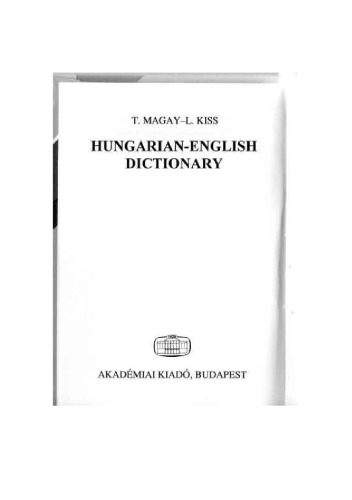 T. MAGAY–L. KISS
HUNGARIAN-ENGLISH
DICTIONARY
AKADÉMIAI KIADÓ, BUDAPEST